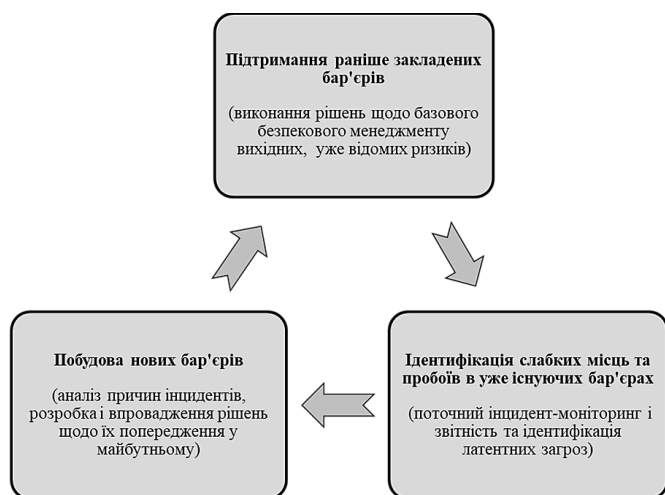 Підтримання раніше закладених
бар'єрів
(виконання рішень щодо базового
безпекового менеджменту
вихідних, уже відомих ризиків)
Побудова нових бар'єрів
(аналіз причин інцидентів,
розробка і впровадження рішень
щодо їх попередження у
майбутньому)
Ідентифікація слабких місць та
пробоїв в уже існуючих бар'єрах
(поточний інцидент-моніторинг і
звітність та ідентифікація
латентних загроз)